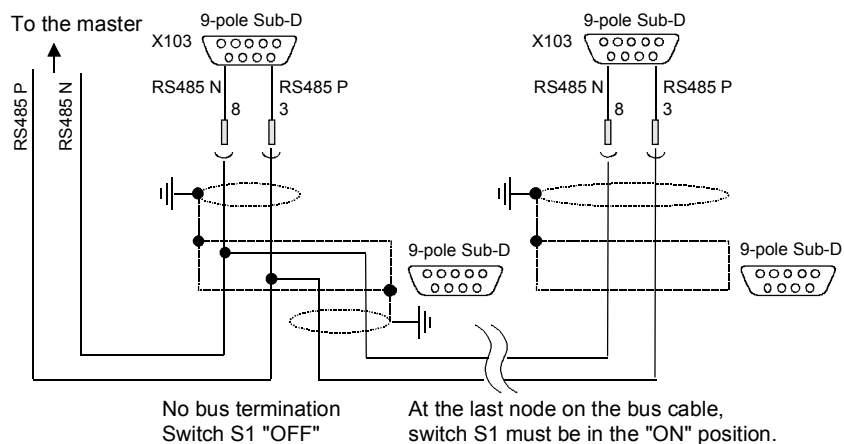 To the master
RS485 P
RS485 N
9-pole Sub-D
X103
RS485 N
RS485 P
8
3
9-pole Sub-D
X103
RS485 N
RS485 P
8
3
9-pole Sub-D
9-pole Sub-D
No bus termination
Switch S1 "OFF"
At the last node on the bus cable,
switch S1 must be in the "ON" position.